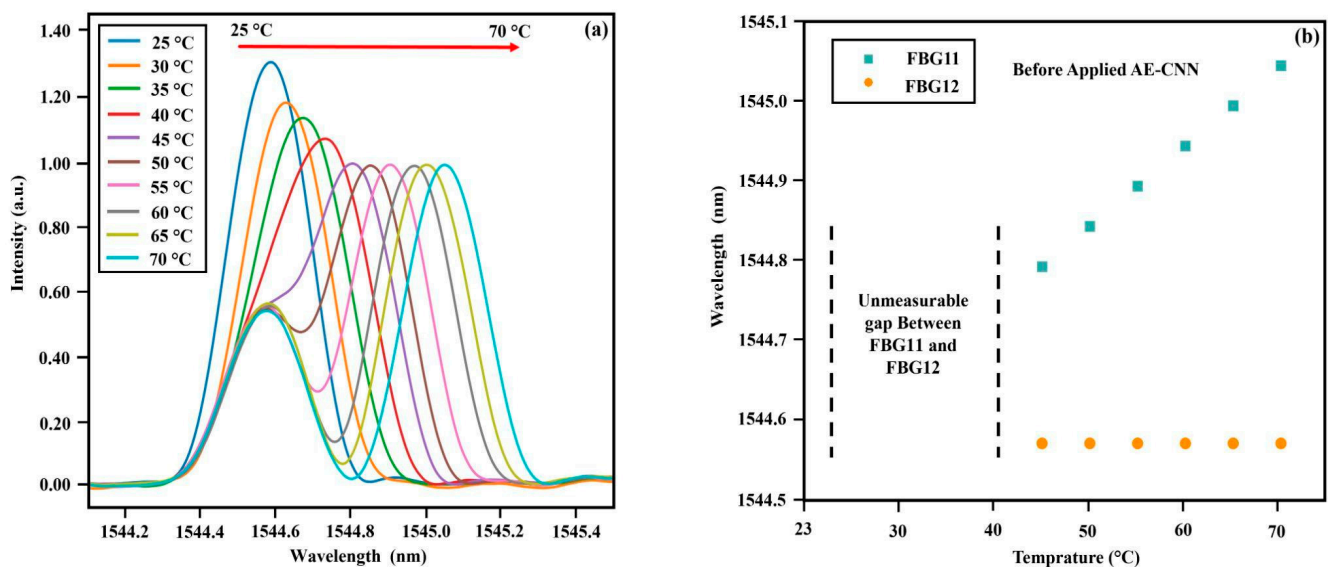 (a)
25 °C 70 °C
25 °C
30 °C
35 °C
40 °C
45 °C
50 °C
55 °C
60 °C
65 °C
70 °C
Intensity (a.u.)
1.40
1.20
1.00
0.80
0.60
0.40
0.20
0.00
1544.2 1544.4 1544.6 1544.8 1545.0 1545.2 1545.4
Wavelength (nm)
(b)
FBG11
FBG12
Before Applied AE-CNN
Unmeasurable
gap Between
FBG11 and
FBG12
Wavelength (nm)
1545.1
1545.0
1544.9
1544.8
1544.7
1544.6
1544.5
23 30 40 50 60 70
Temprature (°C)